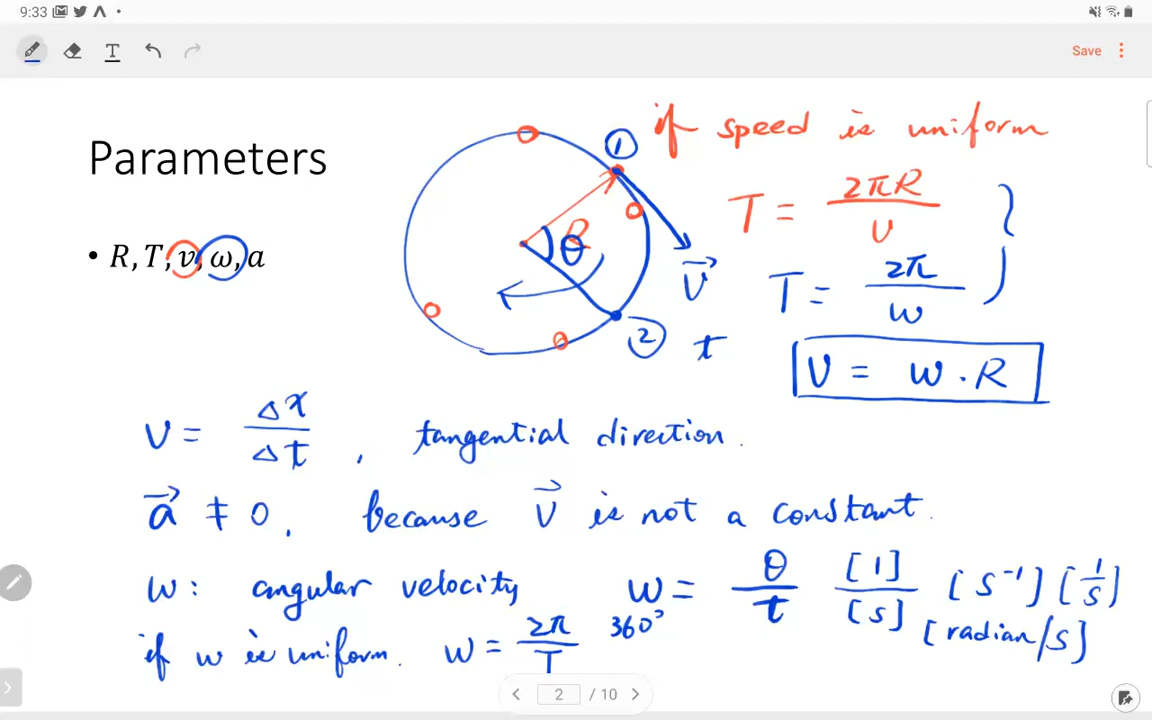 9:33
Save
if speed is uniform
Parameters
• R, T, v, ω, a
①
R
θ
v⃗
② t
T = 2πR / v
T = 2π / w
v = w . R
v = Δx / Δt , tangential direction .
a⃗ ≠ 0 , because v⃗ is not a constant .
w : angular velocity w = θ / t [1] / [s] [s⁻¹] [1/s]
360° [radian/s]
if w is uniform. w = 2π / T
2 / 10